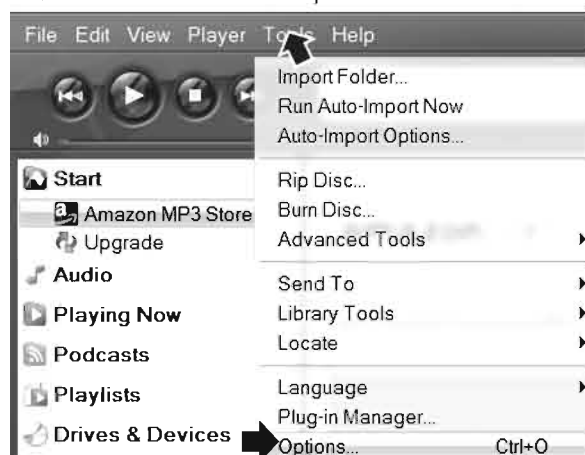 File Edit View Player Tools Help
Import Folder...
Run Auto-Import Now
Auto-Import Options...
Rip Disc...
Burn Disc...
Advanced Tools
Send To
Library Tools
Locate
Language
Plug-in Manager...
Options... Ctrl+O
Start
Amazon MP3 Store
Upgrade
Audio
Playing Now
Podcasts
Playlists
Drives & Devices